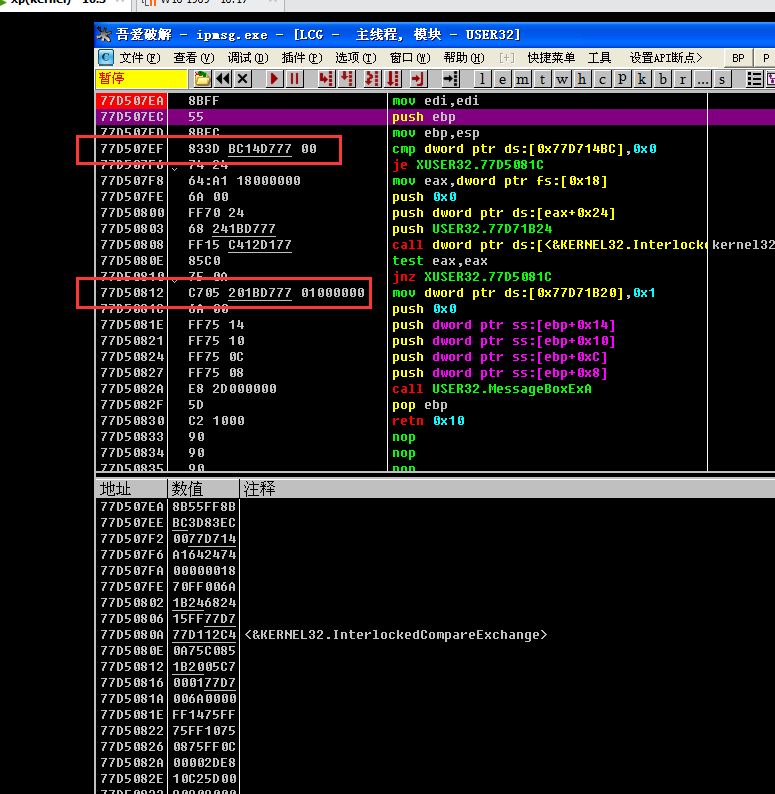 xp(kernel) - 10.3
W10 1909 - 10.17
吾爱破解 - ipmsg.exe - [LCG - 主线程, 模块 - USER32]
C 文件(F) 查看(V) 调试(D) 插件(P) 选项(T) 窗口(W) 帮助(H) [+] 快捷菜单 工具 设置API断点> BP P
暂停 l e m t w h c p k b r ... s
77D507EA 8BFF mov edi,edi
77D507EC 55 push ebp
77D507ED 8BEC mov ebp,esp
77D507EF 833D BC14D777 00 cmp dword ptr ds:[0x77D714BC],0x0
77D507F6 74 24 je XUSER32.77D5081C
77D507F8 64:A1 18000000 mov eax,dword ptr fs:[0x18]
77D507FE 6A 00 push 0x0
77D50800 FF70 24 push dword ptr ds:[eax+0x24]
77D50803 68 241BD777 push USER32.77D71B24
77D50808 FF15 C412D177 call dword ptr ds:[<&KERNEL32.Interlocke kernel32
77D5080E 85C0 test eax,eax
77D50810 75 0A jnz XUSER32.77D5081C
77D50812 C705 201BD777 01000000 mov dword ptr ds:[0x77D71B20],0x1
77D5081C 6A 00 push 0x0
77D5081E FF75 14 push dword ptr ss:[ebp+0x14]
77D50821 FF75 10 push dword ptr ss:[ebp+0x10]
77D50824 FF75 0C push dword ptr ss:[ebp+0xC]
77D50827 FF75 08 push dword ptr ss:[ebp+0x8]
77D5082A E8 2D000000 call USER32.MessageBoxExA
77D5082F 5D pop ebp
77D50830 C2 1000 retn 0x10
77D50833 90 nop
77D50834 90 nop
77D50835 90 nop
地址 数值 注释
77D507EA 8B55FF8B
77D507EE BC3D83EC
77D507F2 0077D714
77D507F6 A1642474
77D507FA 00000018
77D507FE 70FF006A
77D50802 1B246824
77D50806 15FF77D7
77D5080A 77D112C4 <&KERNEL32.InterlockedCompareExchange>
77D5080E 0A75C085
77D50812 1B2005C7
77D50816 000177D7
77D5081A 006A0000
77D5081E FF1475FF
77D50822 75FF1075
77D50826 0875FF0C
77D5082A 00002DE8
77D5082E 10C25D00